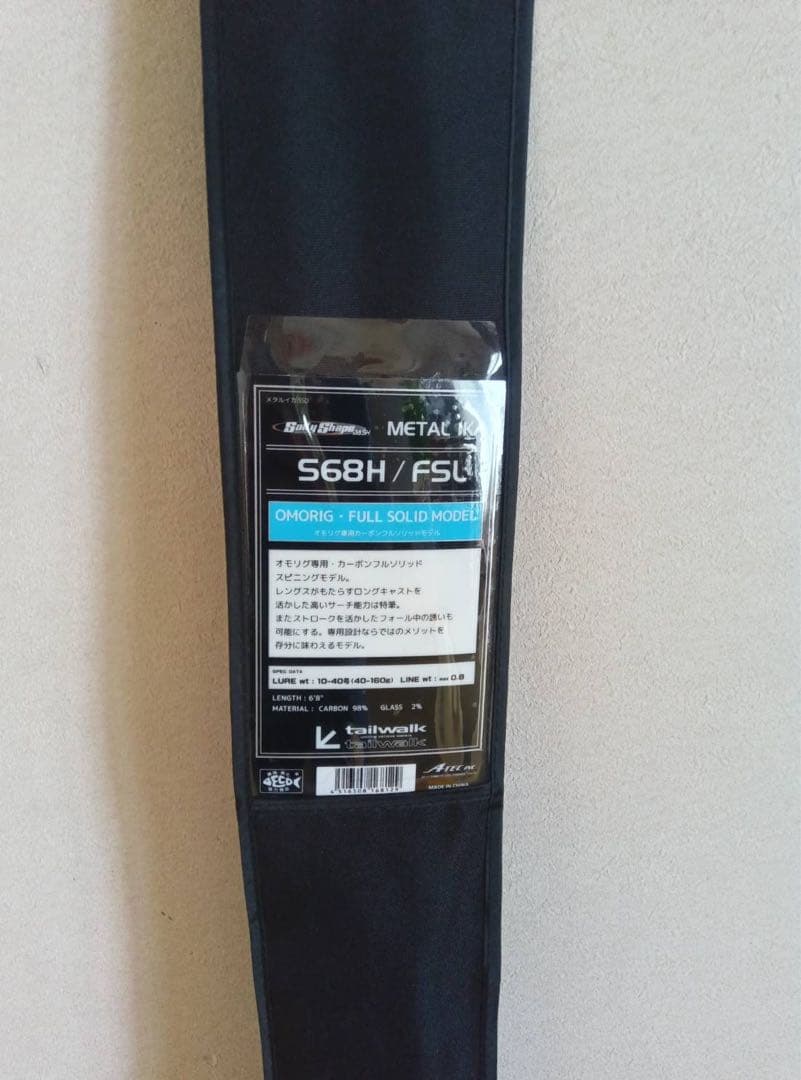 メタルイカSSD
Salty Shape DASH METAL IKA
S68H / FSL
OMORIG・FULL SOLID MODEL
オモリグ専用カーボンフルソリッドモデル
オモリグ専用・カーボンフルソリッド
スピニングモデル。
レングスがもたらすロングキャストを
活かした高いサーチ能力は特筆。
またストロークを活かしたフォール中の誘いも
可能にする。専用設計ならではのメリットを
存分に味わえるモデル。
SPEC DATA
LURE wt : 10-40号(40-160g) LINE wt : max 0.8
LENGTH : 6'8"
MATERIAL : CARBON 98% GLASS 2%
tailwalk
tailwalk
ECO
A-TEC INC.
4 516508 168129
MADE IN CHINA